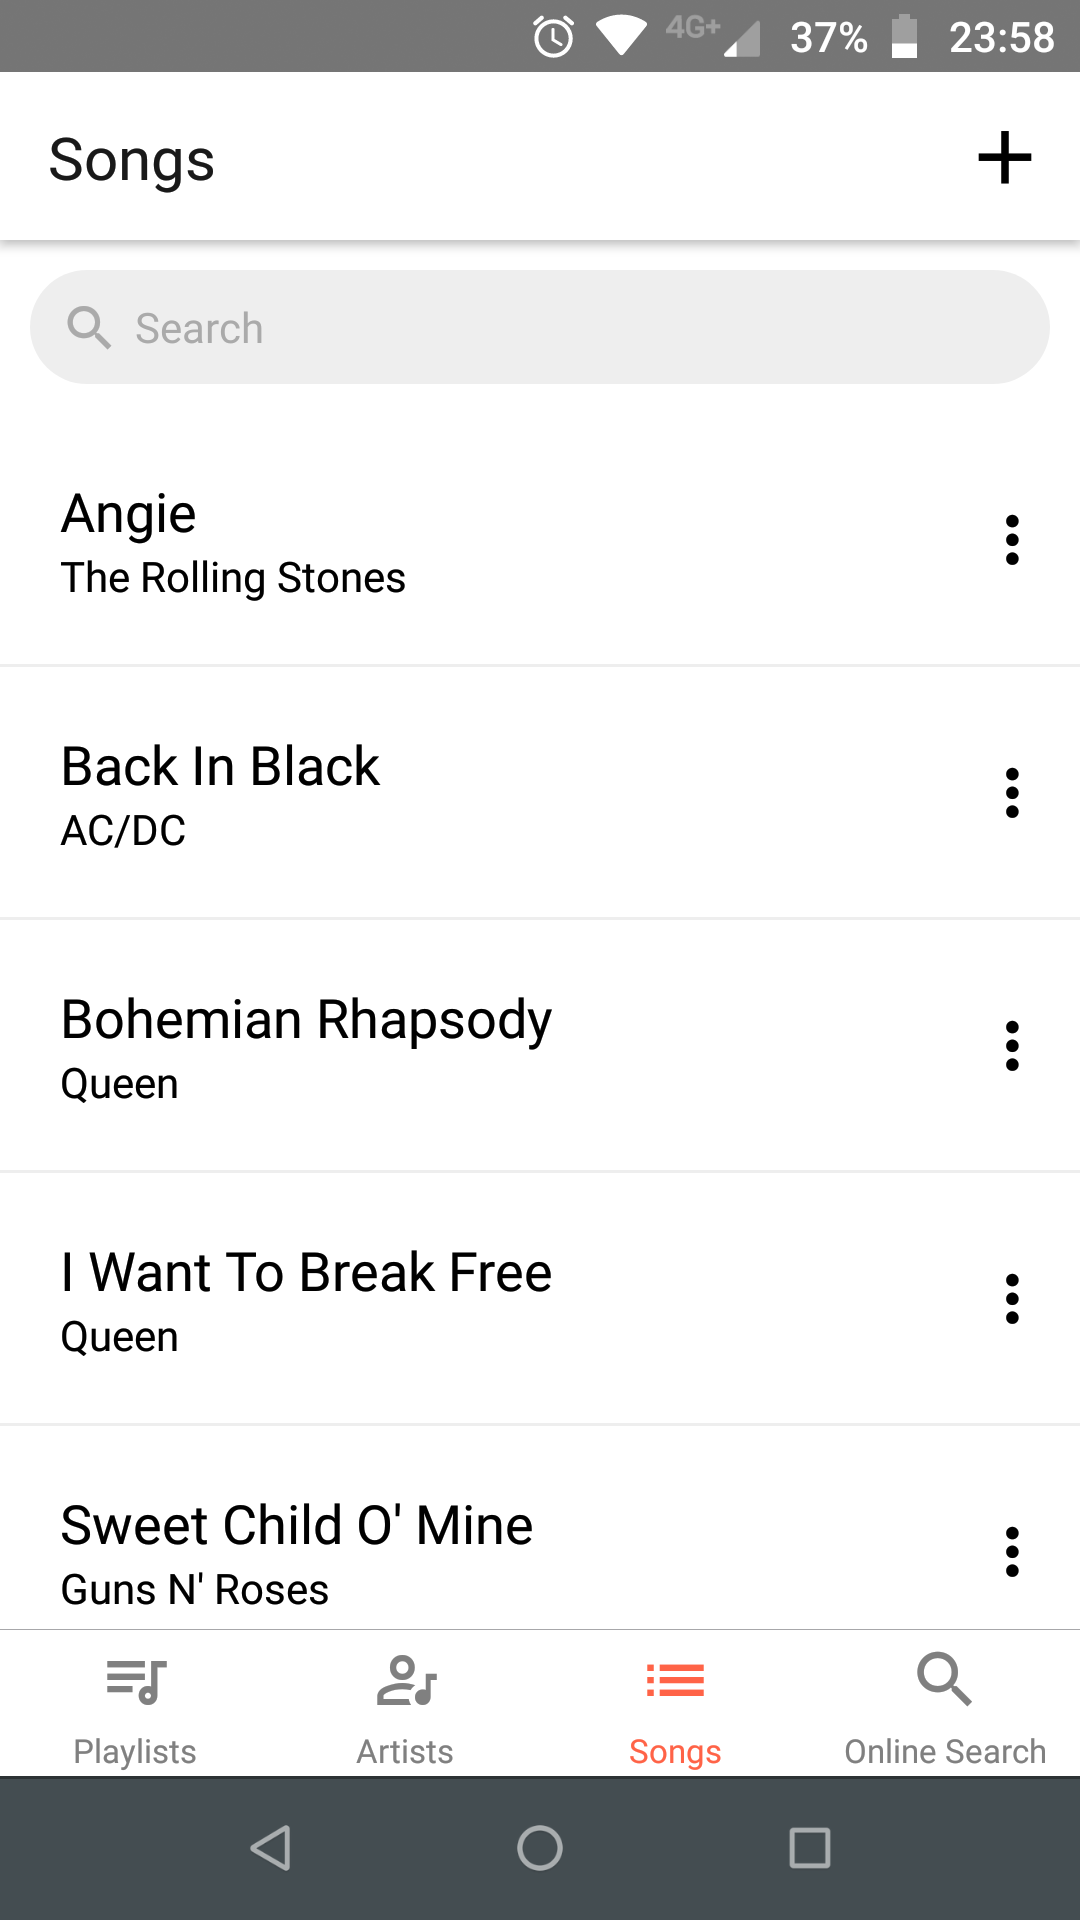 4G+ 37% 23:58
Songs
Search
Angie
The Rolling Stones
Back In Black
AC/DC
Bohemian Rhapsody
Queen
I Want To Break Free
Queen
Sweet Child O' Mine
Guns N' Roses
Playlists Artists Songs Online Search